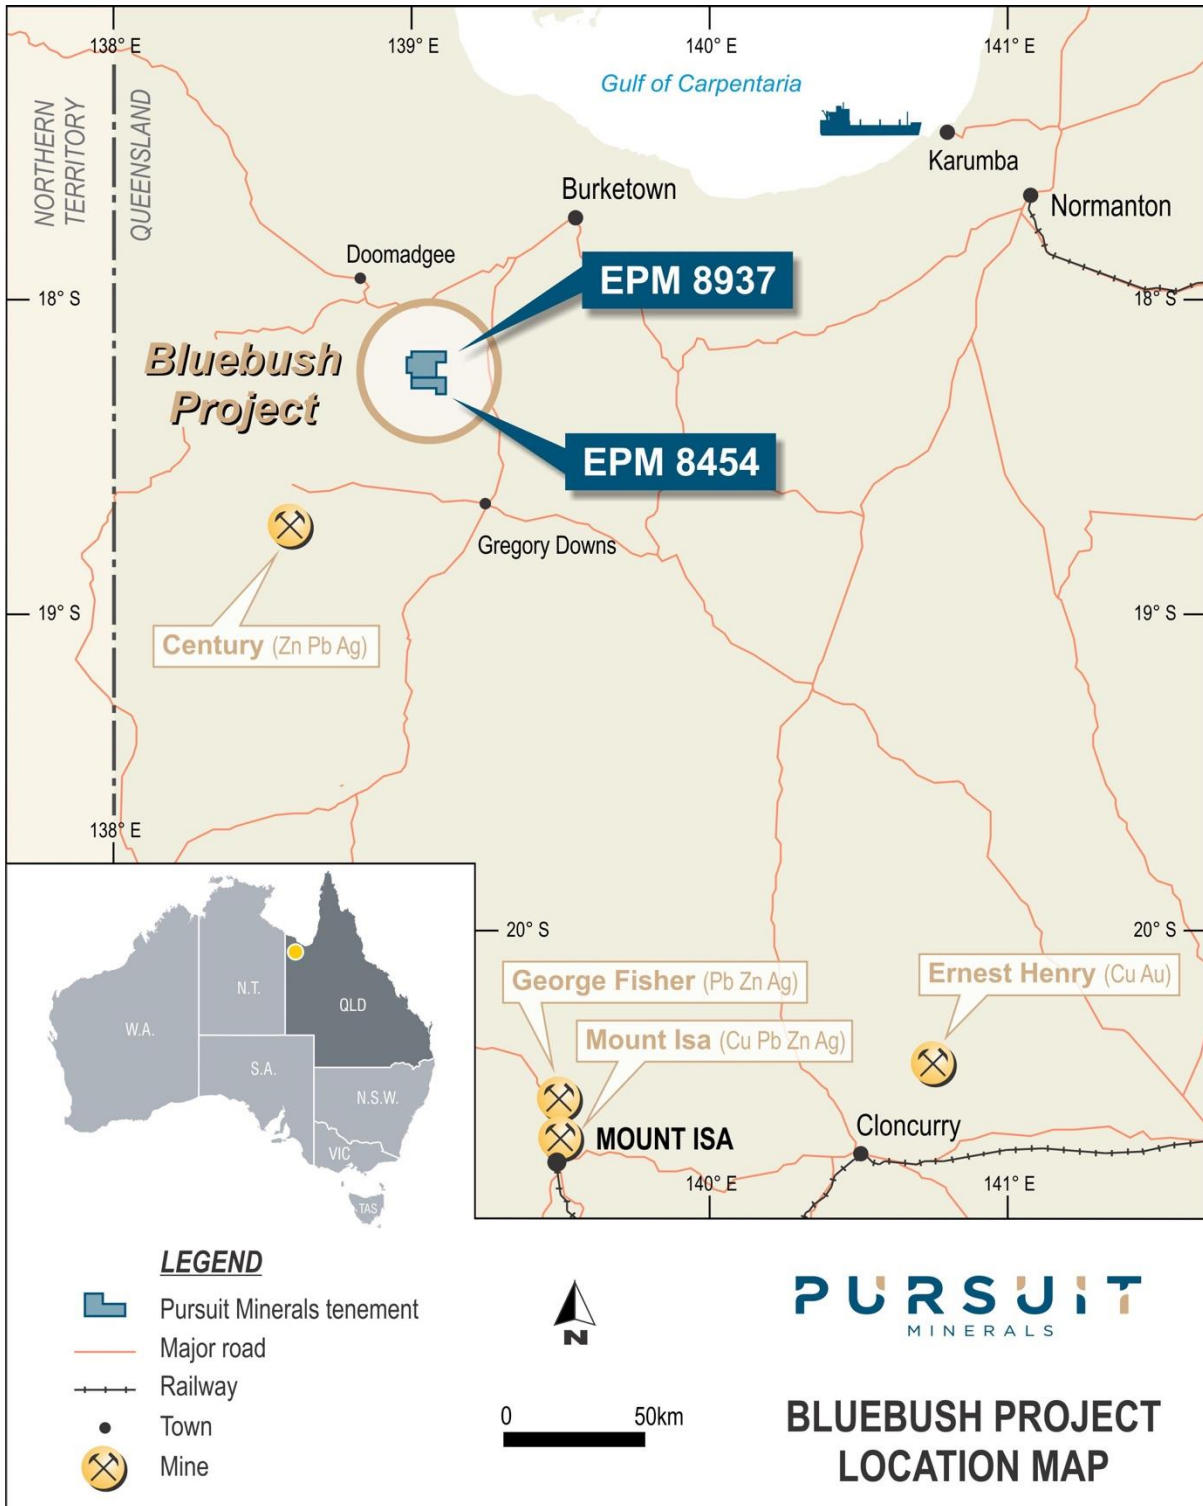 138° E
139° E
140° E
141° E
Gulf of Carpentaria
NORTHERN
TERRITORY
QUEENSLAND
Karumba
Burketown
Normanton
Doomadgee
EPM 8937
18° S
18° S
Bluebush
Project
EPM 8454
Gregory Downs
19° S
19° S
Century (Zn Pb Ag)
138° E
20° S
20° S
George Fisher (Pb Zn Ag)
Ernest Henry (Cu Au)
Mount Isa (Cu Pb Zn Ag)
N.T.
QLD
W.A.
S.A.
N.S.W.
VIC
TAS
MOUNT ISA
Cloncurry
140° E
141° E
LEGEND
Pursuit Minerals tenement
Major road
Railway
Town
Mine
N
0 50km
PURSUIT
MINERALS
BLUEBUSH PROJECT
LOCATION MAP